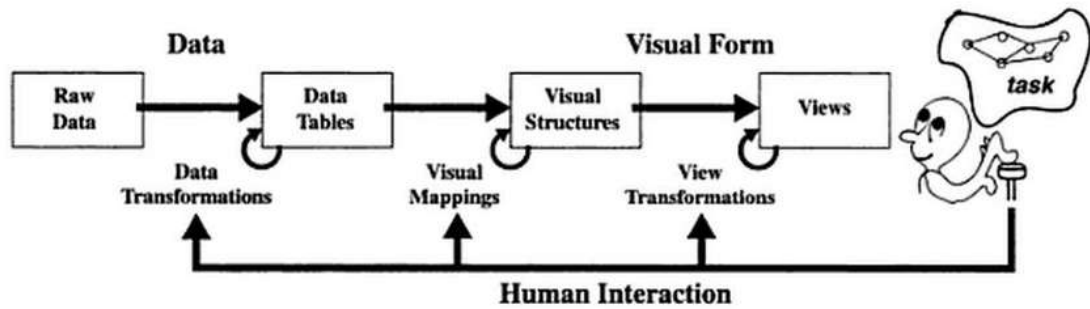 Data
Visual Form
task
Raw
Data
Data
Tables
Visual
Structures
Views
Data
Transformations
Visual
Mappings
View
Transformations
Human Interaction